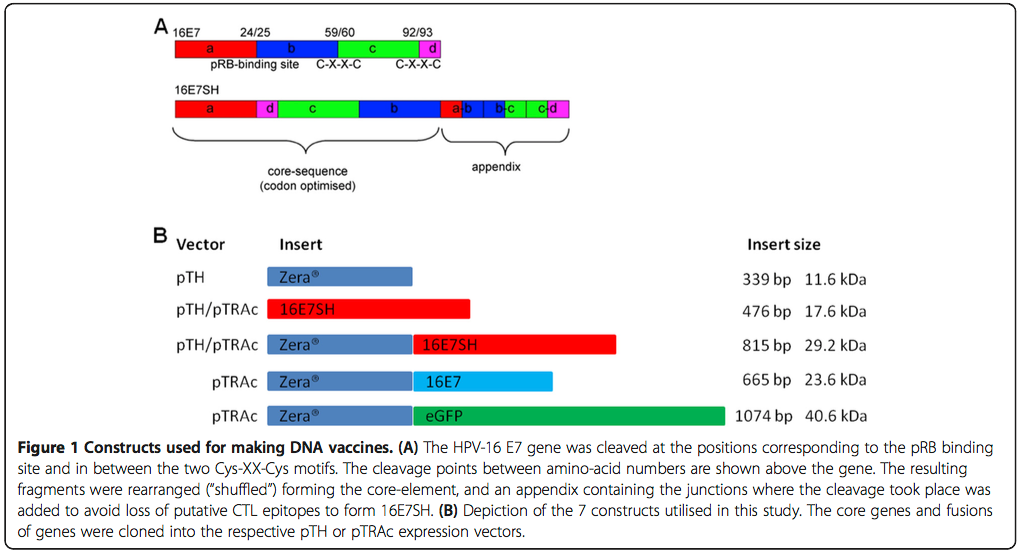 A
16E7 24/25 59/60 92/93
a b c d
pRB-binding site C-X-X-C C-X-X-C
16E7SH
a d c b a-b b-c c-d
core-sequence appendix
(codon optimised)
B
Vector Insert Insert size
pTH Zera® 339 bp 11.6 kDa
pTH/pTRAc 16E7SH 476 bp 17.6 kDa
pTH/pTRAc Zera® 16E7SH 815 bp 29.2 kDa
pTRAc Zera® 16E7 665 bp 23.6 kDa
pTRAc Zera® eGFP 1074 bp 40.6 kDa
Figure 1 Constructs used for making DNA vaccines. (A) The HPV-16 E7 gene was cleaved at the positions corresponding to the pRB binding
site and in between the two Cys-XX-Cys motifs. The cleavage points between amino-acid numbers are shown above the gene. The resulting
fragments were rearranged (“shuffled”) forming the core-element, and an appendix containing the junctions where the cleavage took place was
added to avoid loss of putative CTL epitopes to form 16E7SH. (B) Depiction of the 7 constructs utilised in this study. The core genes and fusions
of genes were cloned into the respective pTH or pTRAc expression vectors.